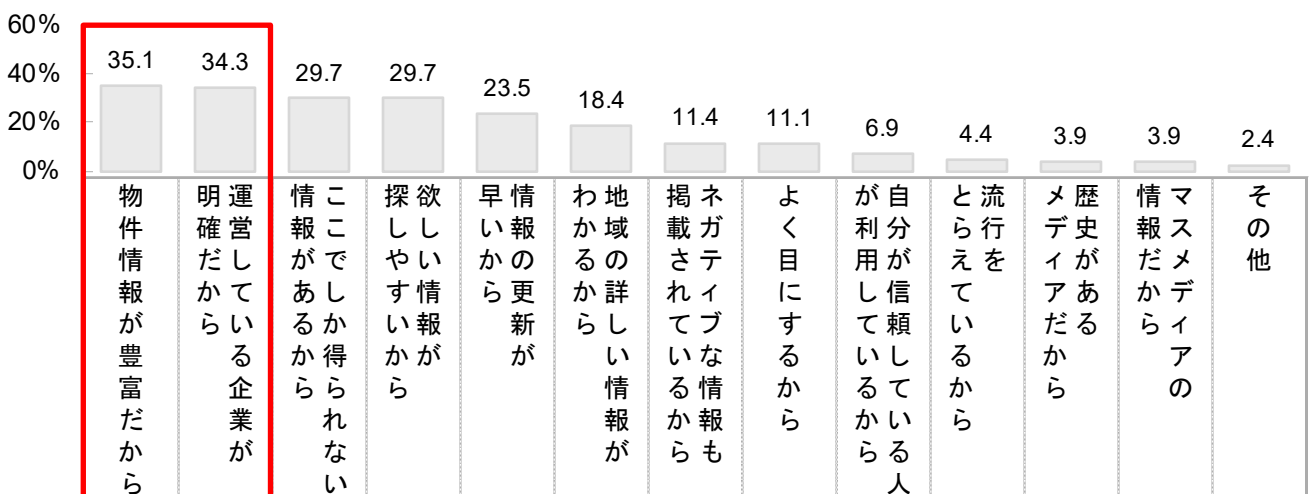 60%
40%
20%
0%
35.1
34.3
29.7
29.7
23.5
18.4
11.4
11.1
6.9
4.4
3.9
3.9
2.4
物件情報が豊富だから
運営している企業が
明確だから
ここでしか得られない
情報があるから
欲しい情報が
探しやすいから
情報の更新が
早いから
地域の詳しい情報が
わかるから
ネガティブな情報も
掲載されているから
よく目にするから
自分が信頼している人
が利用しているから
流行を
とらえているから
歴史がある
メディアだから
マスメディアの
情報だから
その他